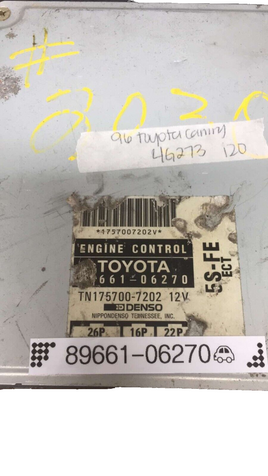 # 2030
96 Toyota Camry
4G273 120
*1757007202V*
ENGINE CONTROL
TOYOTA
661-06270
TN175700-7202 12V
DENSO
NIPPONDENSO TENNESSEE, INC.
26P 16P 22P
5S-FE
ECT
89661-06270